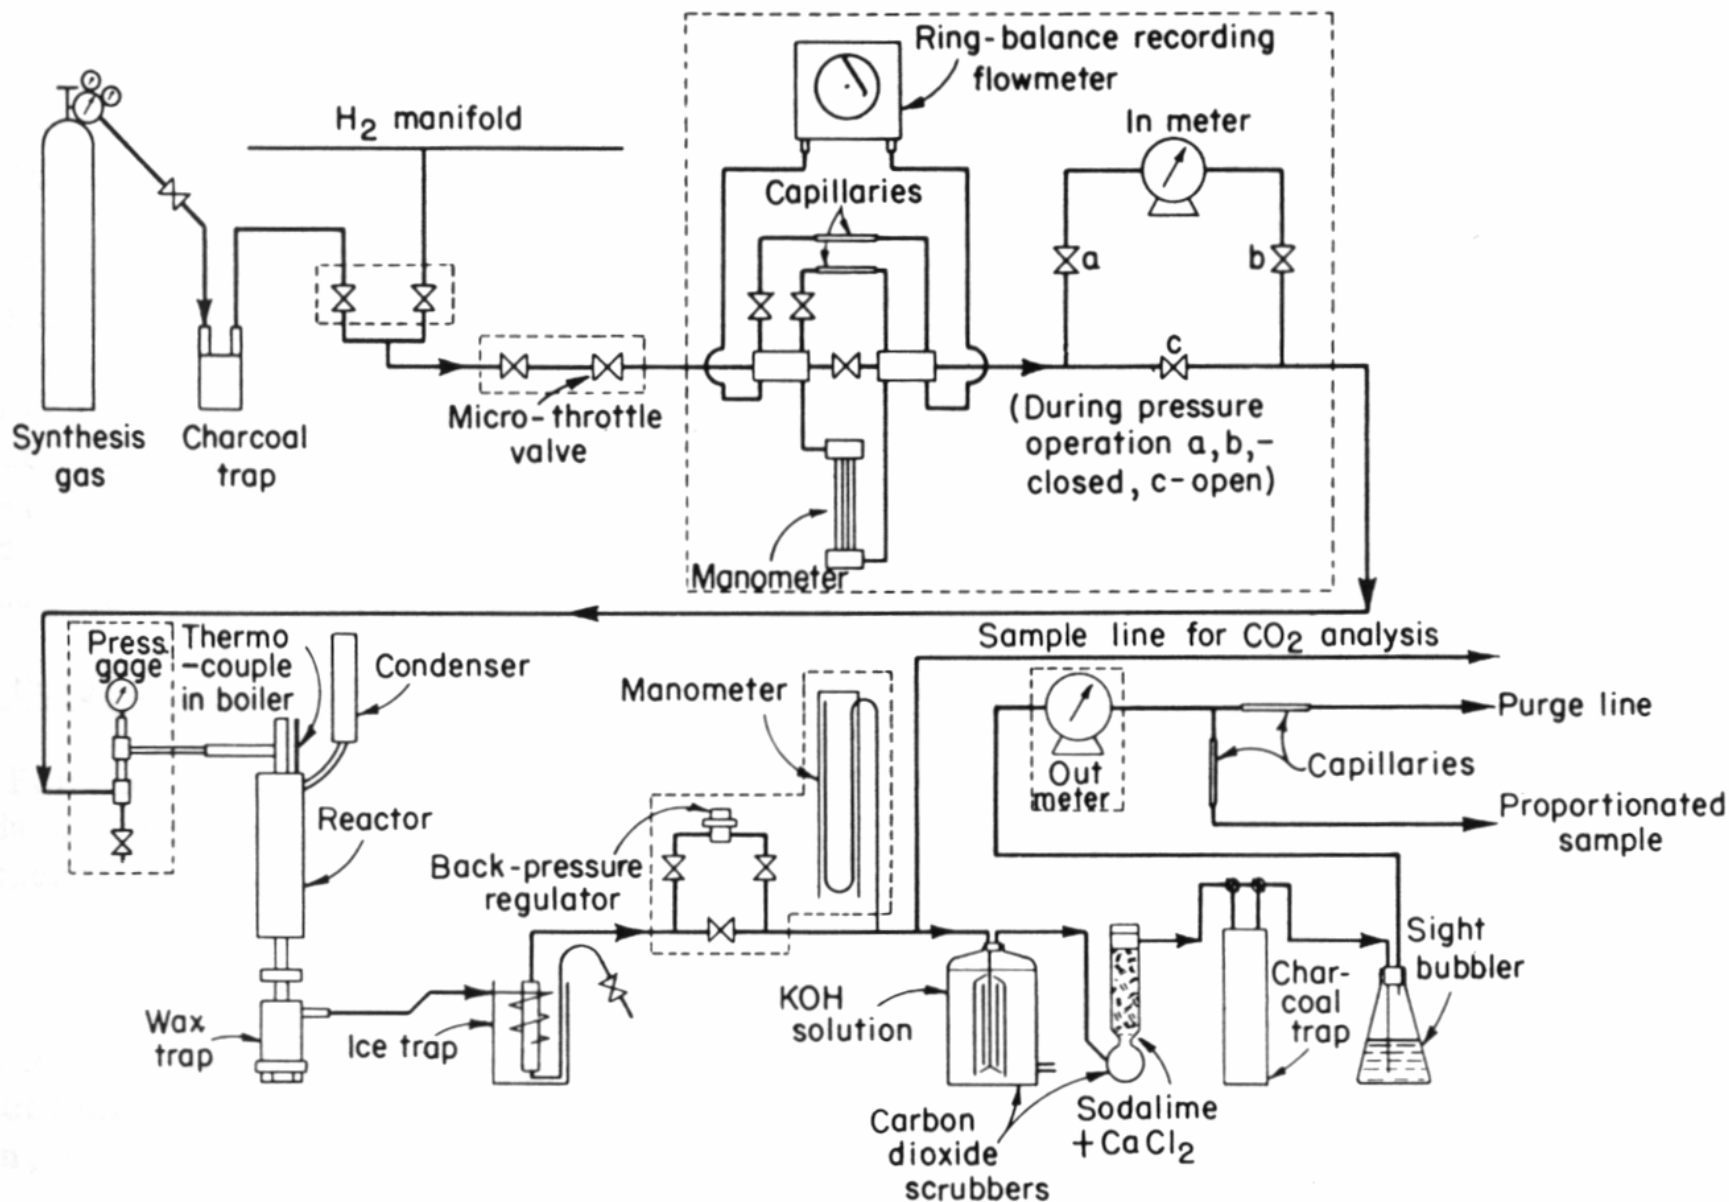 Ring-balance recording
flowmeter
H2 manifold
In meter
Capillaries
a
b
c
Micro-throttle
valve
(During pressure
operation a, b,-
closed, c-open)
Synthesis
gas
Charcoal
trap
Manometer
Press.
gage
Thermo
-couple
in boiler
Condenser
Sample line for CO2 analysis
Manometer
Purge line
Out
meter
Capillaries
Proportionated
sample
Reactor
Back-pressure
regulator
Sight
bubbler
KOH
solution
Char-
coal
trap
Wax
trap
Ice trap
Carbon
dioxide
scrubbers
Sodalime
+CaCl2